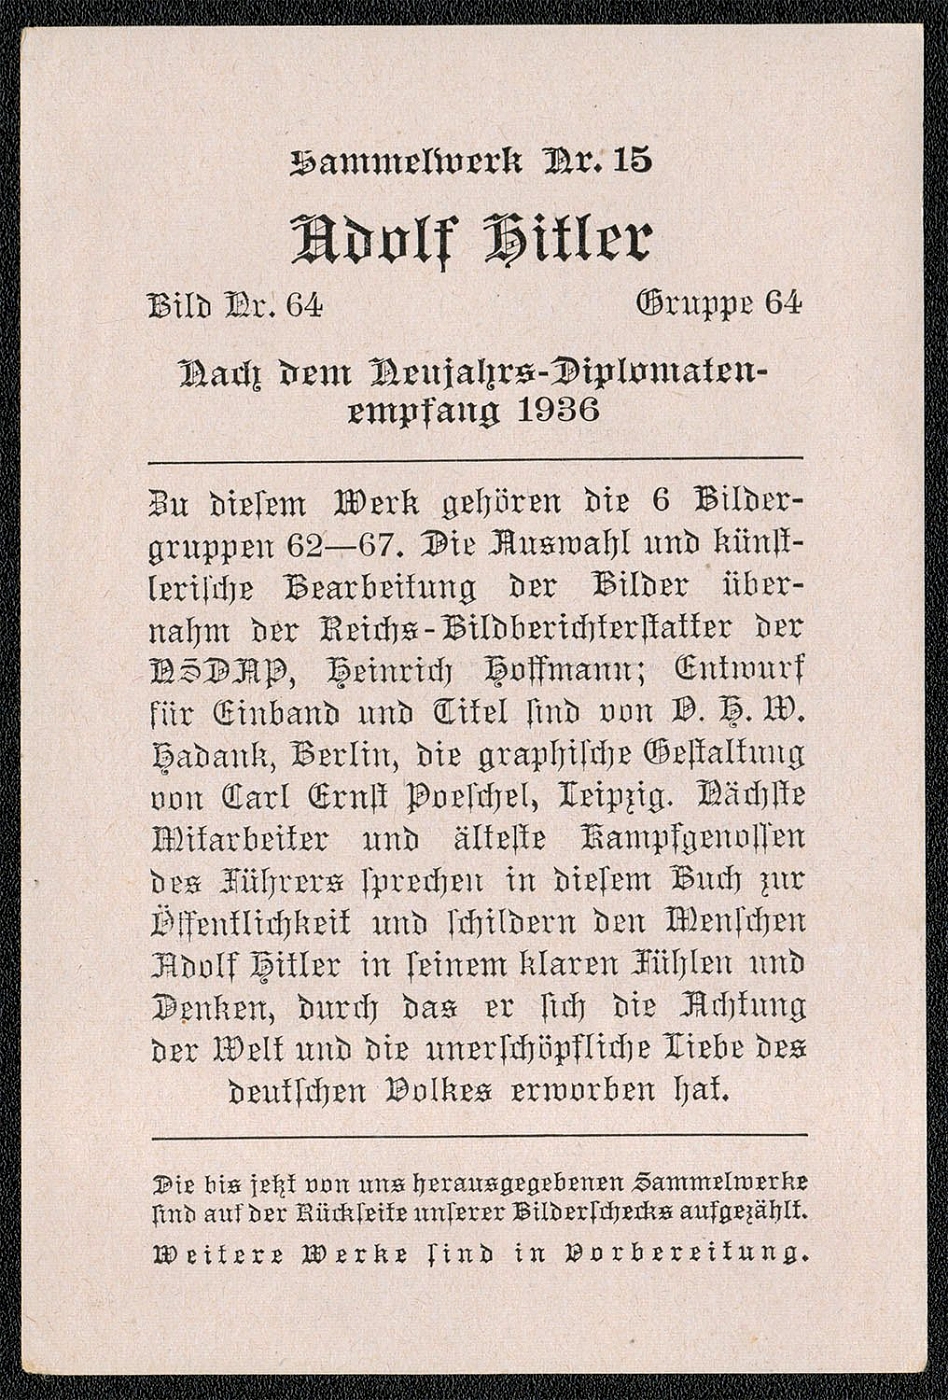 Sammelwerk Nr. 15
Adolf Hitler
Bild Nr. 64 Gruppe 64
Nach dem Neujahrs-Diplomaten-
empfang 1936
Zu diesem Werk gehören die 6 Bilder-
gruppen 62—67. Die Auswahl und künst-
lerische Bearbeitung der Bilder über-
nahm der Reichs-Bildberichterstatter der
NSDAP, Heinrich Hoffmann; Entwurf
für Einband und Titel sind von O. H. W.
Hadank, Berlin, die graphische Gestaltung
von Carl Ernst Poeschel, Leipzig. Nächste
Mitarbeiter und älteste Kampfgenossen
des Führers sprechen in diesem Buch zur
Öffentlichkeit und schildern den Menschen
Adolf Hitler in seinem klaren Fühlen und
Denken, durch das er sich die Achtung
der Welt und die unerschöpfliche Liebe des
deutschen Volkes erworben hat.
Die bis jetzt von uns herausgegebenen Sammelwerke
sind auf der Rückseite unserer Bilderschecks aufgezählt.
Weitere Werke sind in Vorbereitung.